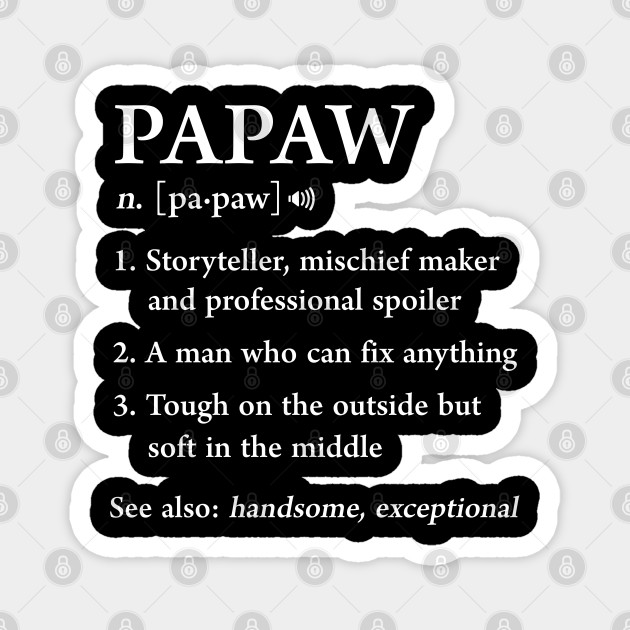 PAPAW
n. [pa·paw]
1. Storyteller, mischief maker
and professional spoiler
2. A man who can fix anything
3. Tough on the outside but
soft in the middle
See also: handsome, exceptional